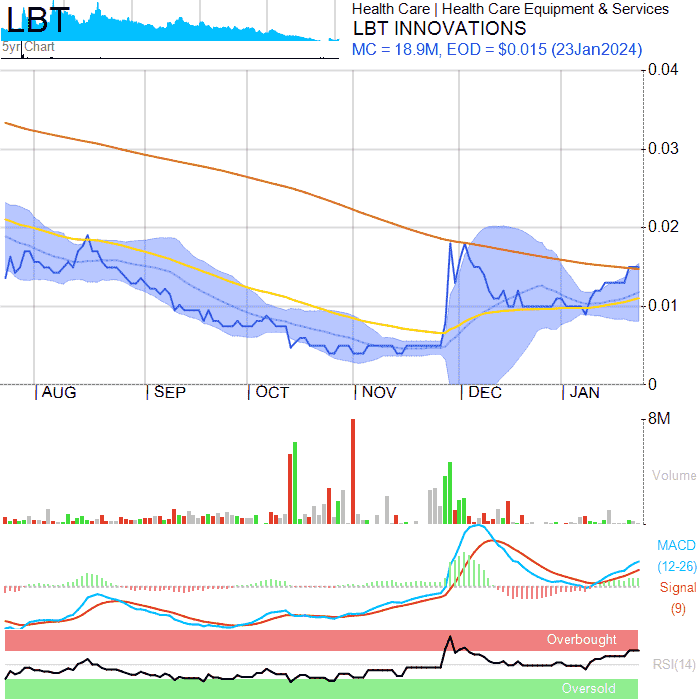 LBT
5yr Chart
Health Care | Health Care Equipment & Services
LBT INNOVATIONS
MC = 18.9M, EOD = $0.015 (23Jan2024)
0.04
0.03
0.02
0.01
0
AUG SEP OCT NOV DEC JAN
8M
Volume
MACD
(12-26)
Signal
(9)
Overbought
RSI(14)
Oversold